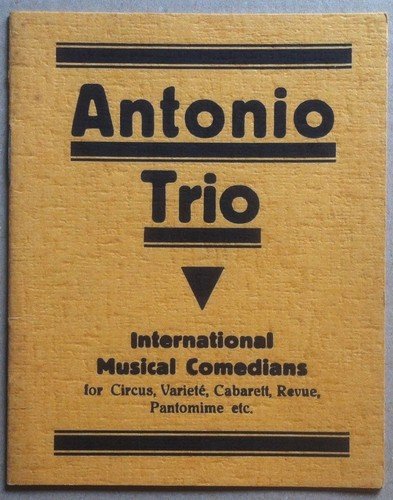 Antonio
Trio
International
Musical Comedians
for Circus, Varieté, Cabarett, Revue,
Pantomime etc.